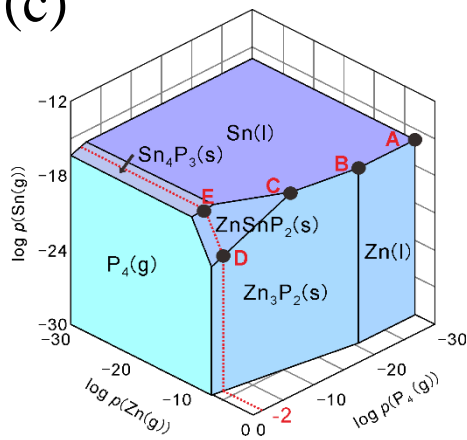 (c)
-12
-18
-24
-30
log p(Sn(g))
Sn(l)
A
B
C
Sn₄P₃(s)
E
ZnSnP₂(s)
D
P₄(g)
Zn₃P₂(s)
Zn(l)
-30
-20
-10
0
log p(Zn(g))
0
-10
-20
-30
log p(P₄(g))
-2